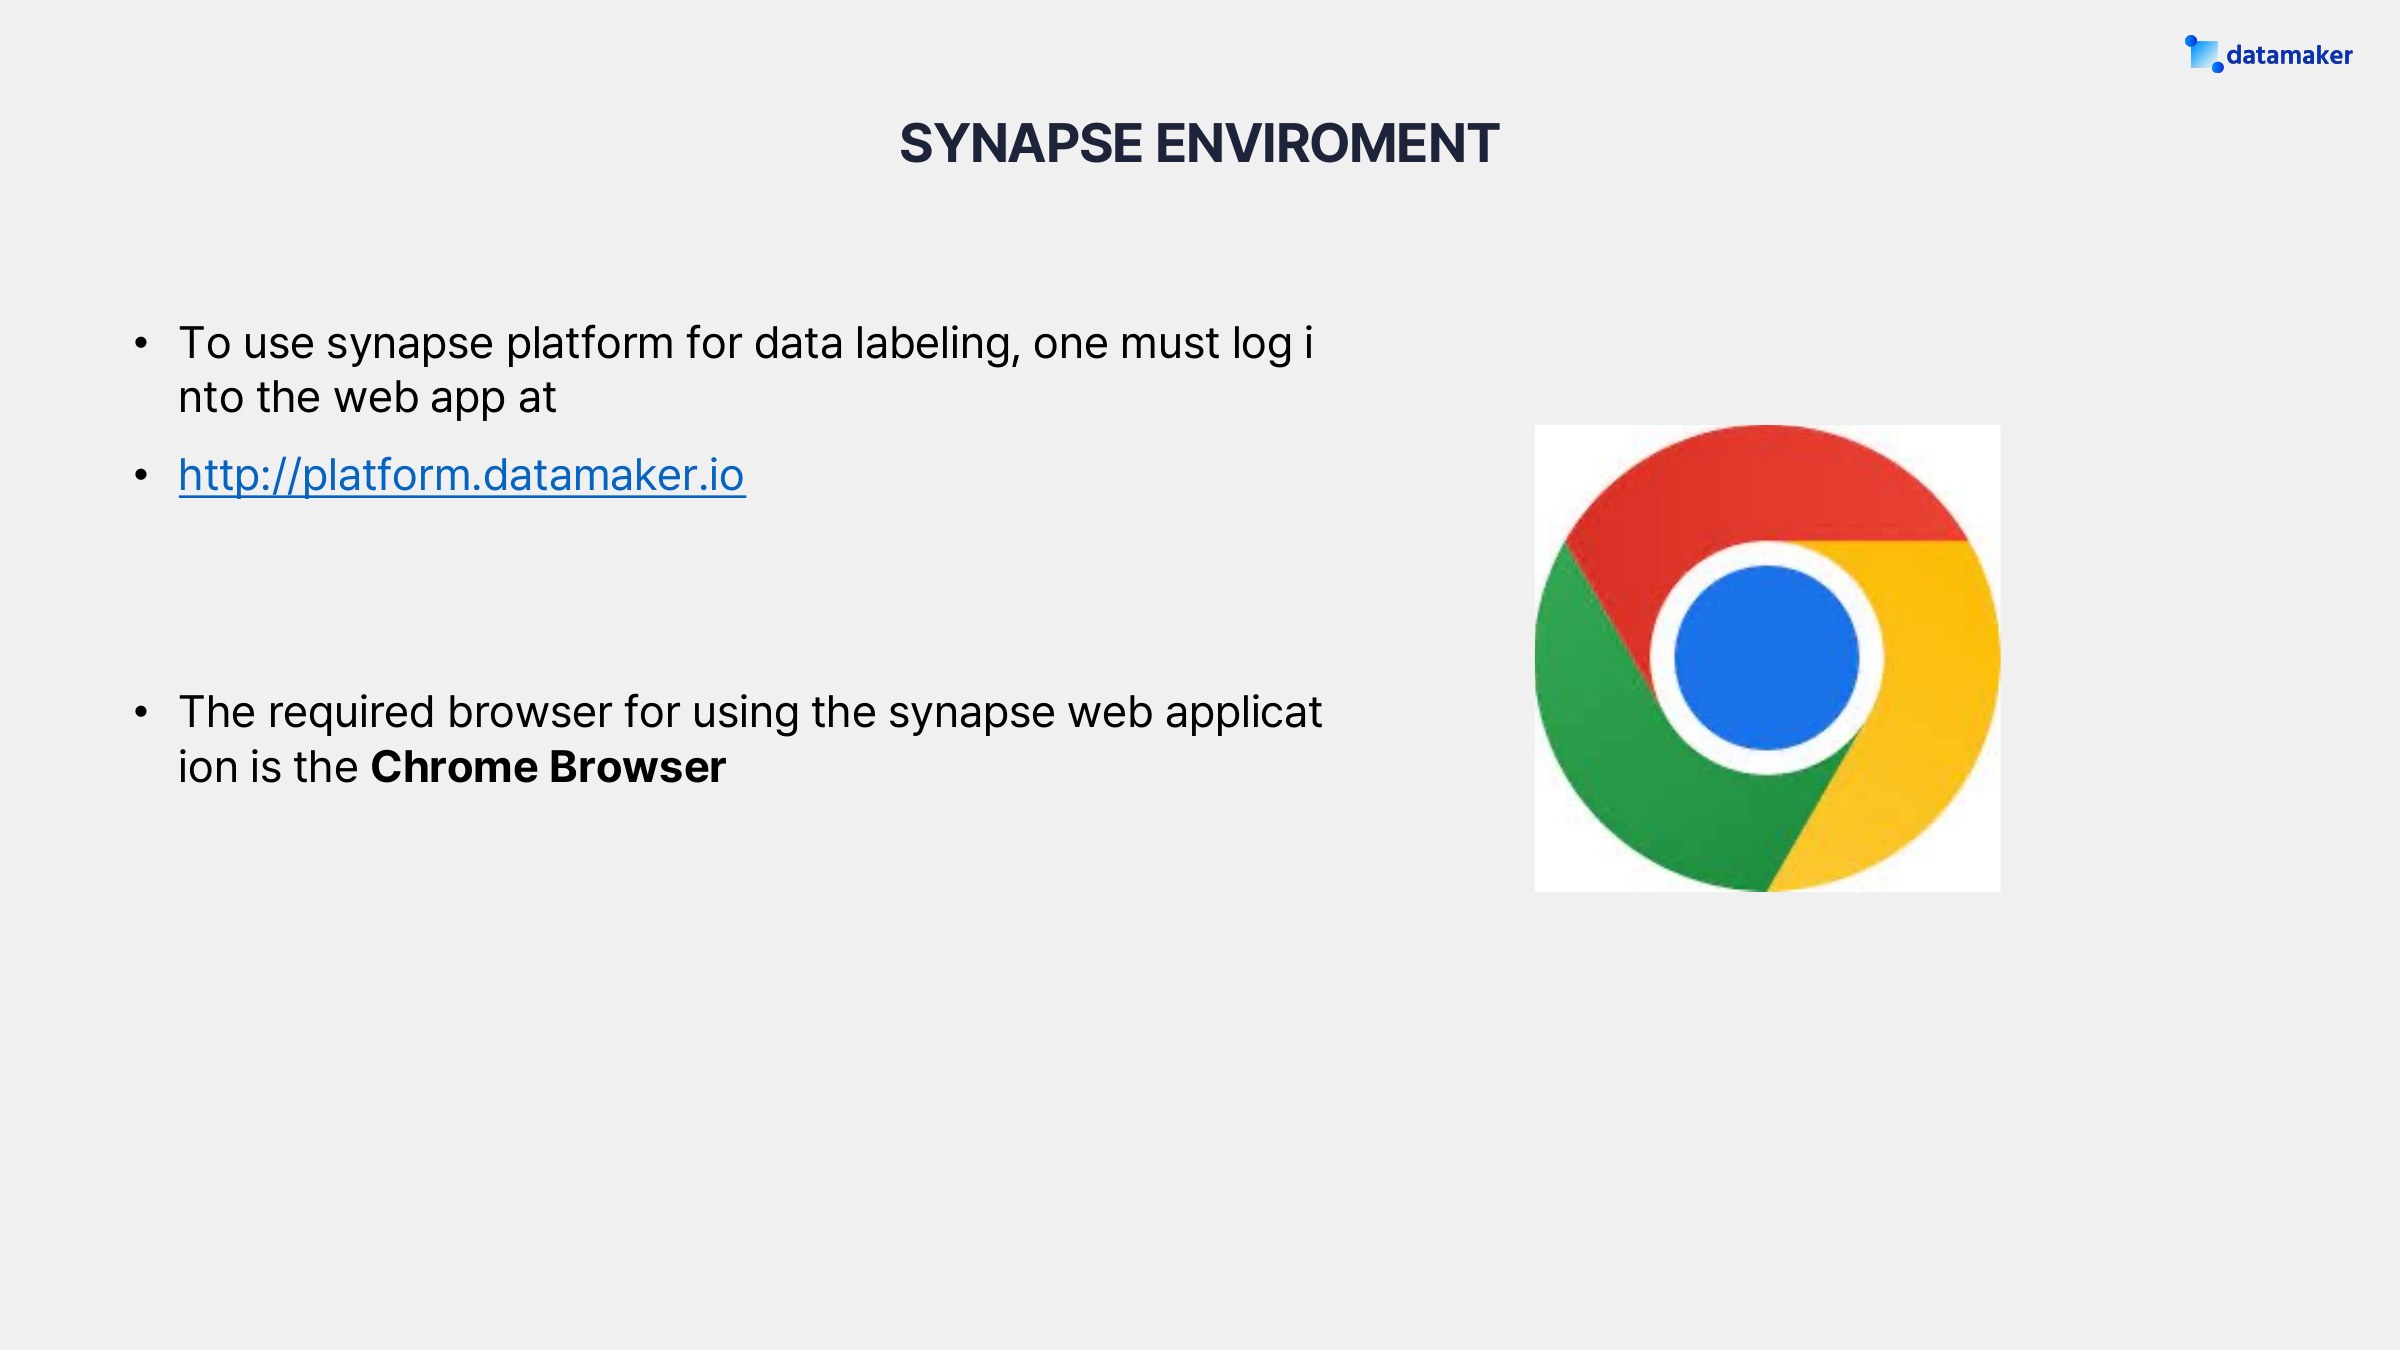 datamaker
SYNAPSE ENVIROMENT
• To use synapse platform for data labeling, one must log i
nto the web app at
• http://platform.datamaker.io
• The required browser for using the synapse web applicat
ion is the Chrome Browser